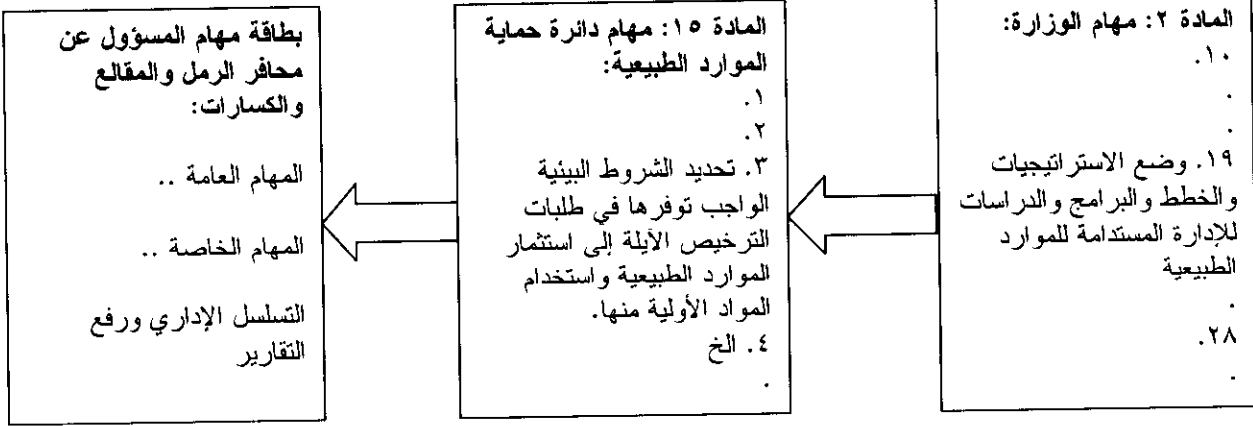 المادة ٢: مهام الوزارة:
١٠.
.
.
١٩. وضع الاستراتيجيات
والخطط والبرامج والدراسات
للإدارة المستدامة للموارد
الطبيعية
.
٢٨.
.
المادة ١٥: مهام دائرة حماية
الموارد الطبيعية:
١.
٢.
٣. تحديد الشروط البيئية
الواجب توفرها في طلبات
الترخيص الآيلة إلى استثمار
الموارد الطبيعية واستخدام
المواد الأولية منها.
٤. الخ
.
بطاقة مهام المسؤول عن
محافر الرمل والمقالع
والكسارات:
المهام العامة ..
المهام الخاصة ..
التسلسل الإداري ورفع
التقارير